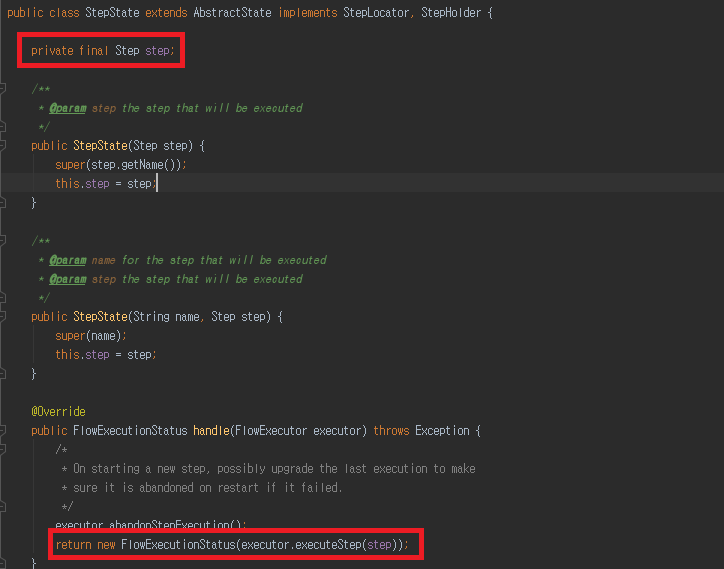 public class StepState extends AbstractState implements StepLocator, StepHolder {
private final Step step;
/**
* @param step the step that will be executed
*/
public StepState(Step step) {
super(step.getName());
this.step = step;
}
/**
* @param name for the step that will be executed
* @param step the step that will be executed
*/
public StepState(String name, Step step) {
super(name);
this.step = step;
}
@Override
public FlowExecutionStatus handle(FlowExecutor executor) throws Exception {
/*
* On starting a new step, possibly upgrade the last execution to make
* sure it is abandoned on restart if it failed.
*/
executor.abandonStepExecution();
return new FlowExecutionStatus(executor.executeStep(step));
}